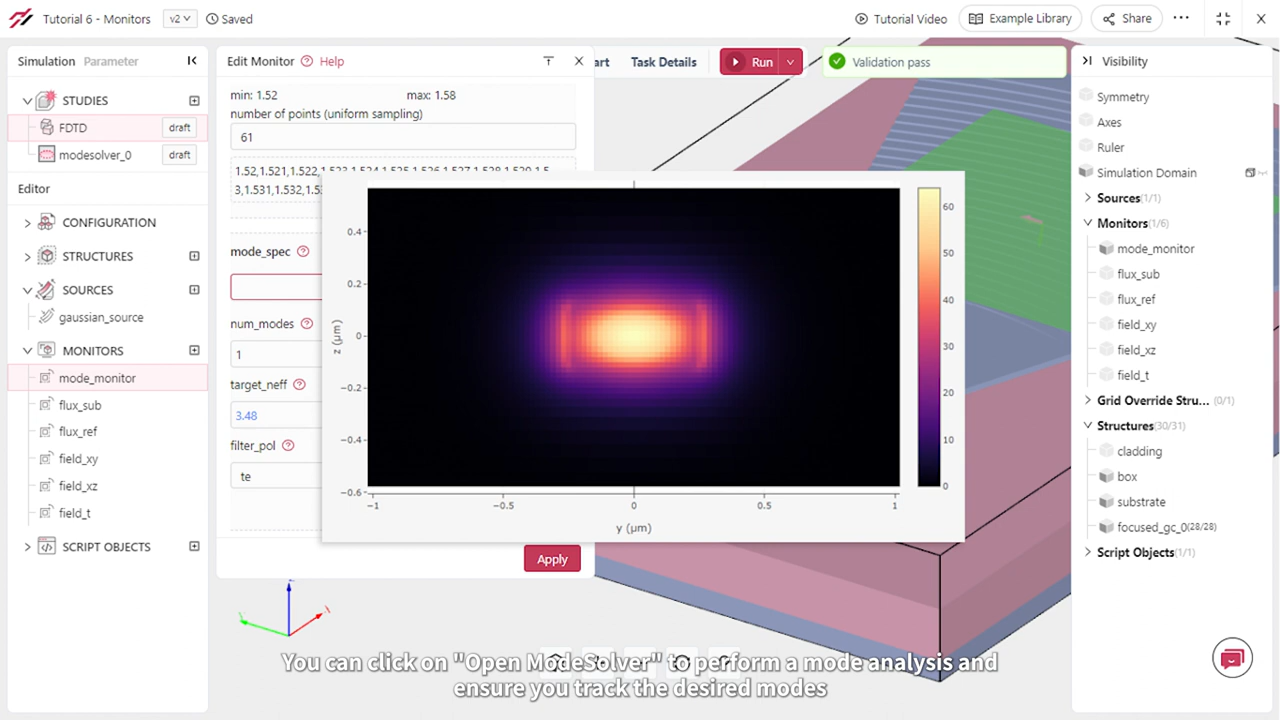 Tutorial 6 - Monitors
v2
Saved
Tutorial Video
Example Library
Share
Simulation
Parameter
STUDIES
FDTD
draft
modesolver_0
draft
Editor
CONFIGURATION
STRUCTURES
SOURCES
gaussian_source
MONITORS
mode_monitor
flux_sub
flux_ref
field_xy
field_xz
field_t
SCRIPT OBJECTS
Edit Monitor
Help
art
Task Details
Run
Validation pass
min: 1.52
max: 1.58
number of points (uniform sampling)
61
mode_spec
num_modes
1
target_neff
3.48
filter_pol
te
Apply
0.4
0.2
0
−0.2
−0.4
−0.6
−1
−0.5
0
0.5
1
z (μm)
y (μm)
60
50
40
30
20
10
0
Visibility
Symmetry
Axes
Ruler
Simulation Domain
Sources(1/1)
Monitors(1/6)
mode_monitor
flux_sub
flux_ref
field_xy
field_xz
field_t
Grid Override Stru... (0/1)
Structures(30/31)
cladding
box
substrate
focused_gc_0(28/28)
Script Objects(1/1)
You can click on "Open ModeSolver" to perform a mode analysis and
ensure you track the desired modes